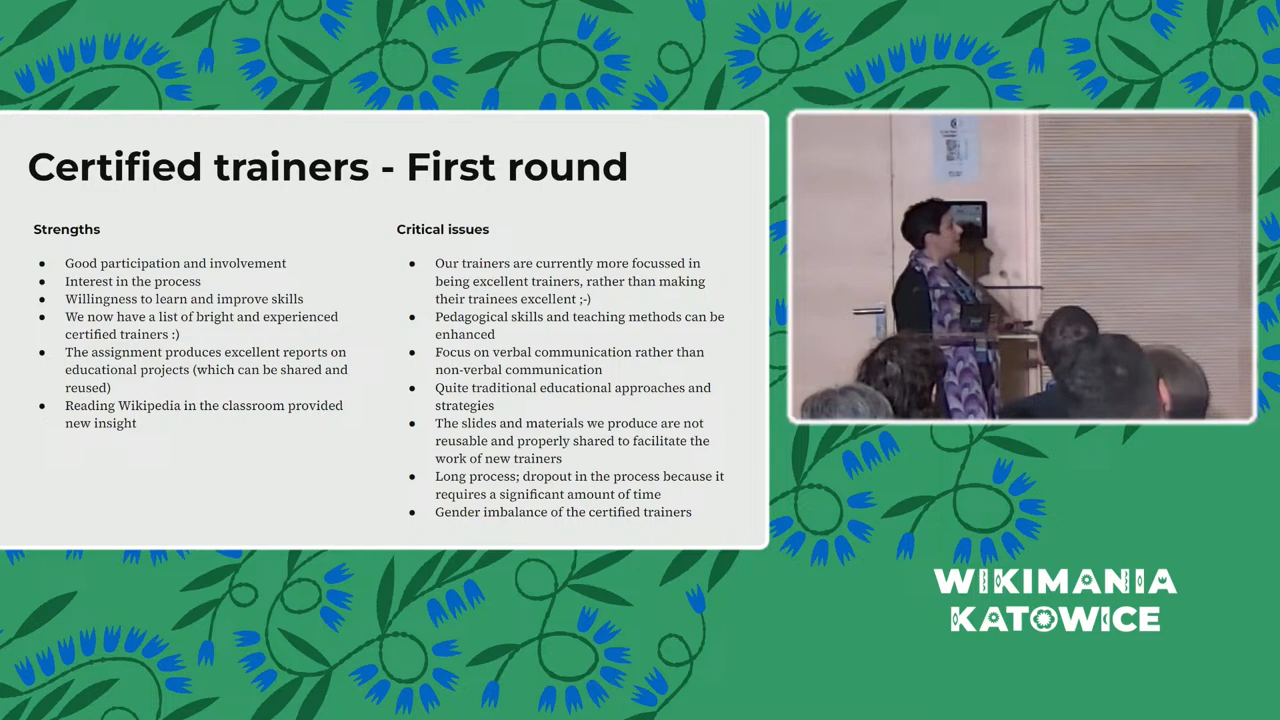 Certified trainers - First round
Strengths
● Good participation and involvement
● Interest in the process
● Willingness to learn and improve skills
● We now have a list of bright and experienced
certified trainers :)
● The assignment produces excellent reports on
educational projects (which can be shared and
reused)
● Reading Wikipedia in the classroom provided
new insight
Critical issues
● Our trainers are currently more focussed in
being excellent trainers, rather than making
their trainees excellent ;-)
● Pedagogical skills and teaching methods can be
enhanced
● Focus on verbal communication rather than
non-verbal communication
● Quite traditional educational approaches and
strategies
● The slides and materials we produce are not
reusable and properly shared to facilitate the
work of new trainers
● Long process; dropout in the process because it
requires a significant amount of time
● Gender imbalance of the certified trainers
WIKIMANIA
KATOWICE